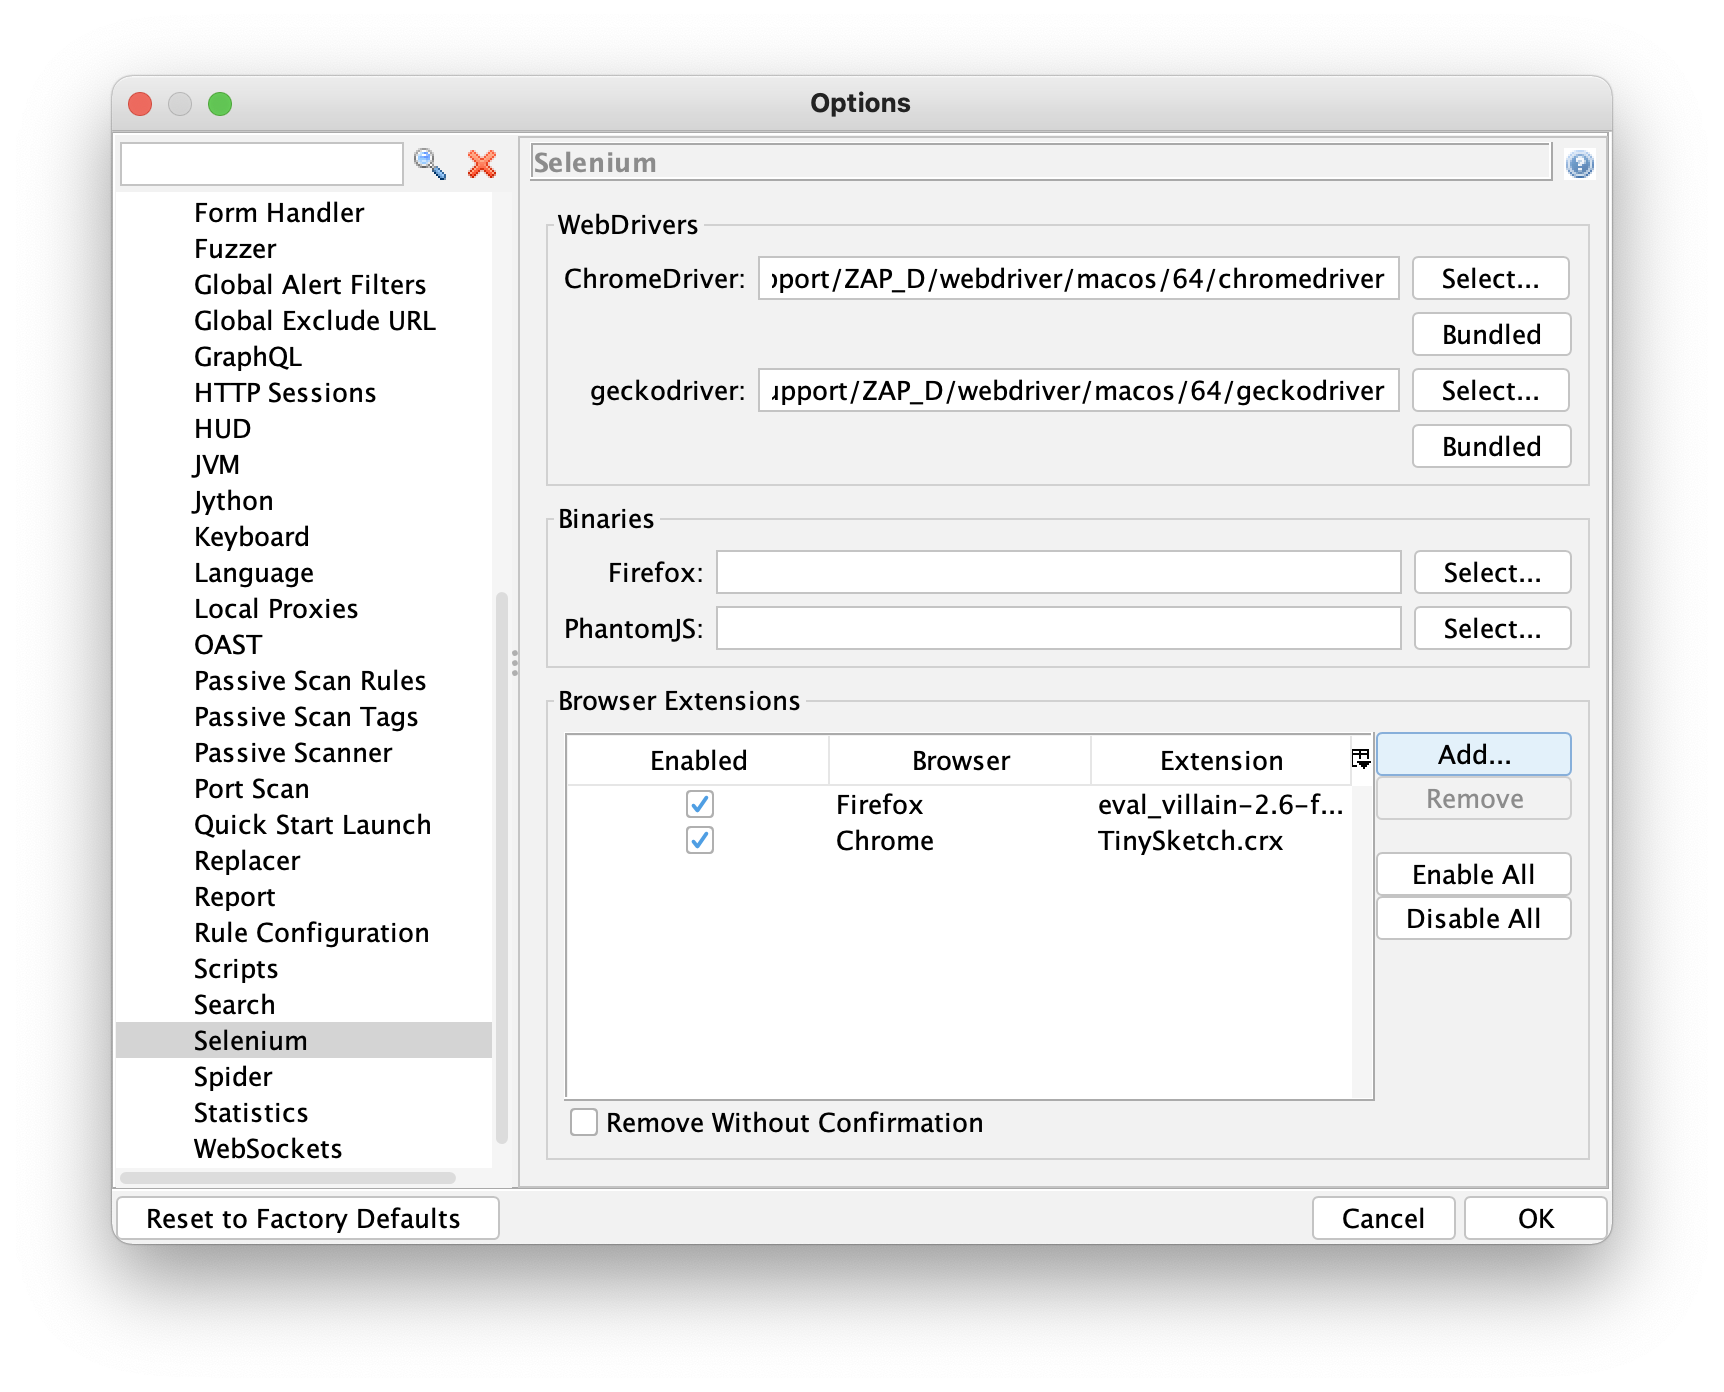 Options
Form Handler
Fuzzer
Global Alert Filters
Global Exclude URL
GraphQL
HTTP Sessions
HUD
JVM
Jython
Keyboard
Language
Local Proxies
OAST
Passive Scan Rules
Passive Scan Tags
Passive Scanner
Port Scan
Quick Start Launch
Replacer
Report
Rule Configuration
Scripts
Search
Selenium
Spider
Statistics
WebSockets
Selenium
WebDrivers
ChromeDriver: pport/ZAP_D/webdriver/macos/64/chromedriver Select...
Bundled
geckodriver: upport/ZAP_D/webdriver/macos/64/geckodriver Select...
Bundled
Binaries
Firefox: Select...
PhantomJS: Select...
Browser Extensions
Enabled Browser Extension
Firefox eval_villain-2.6-f...
Chrome TinySketch.crx
Add...
Remove
Enable All
Disable All
Remove Without Confirmation
Reset to Factory Defaults Cancel OK